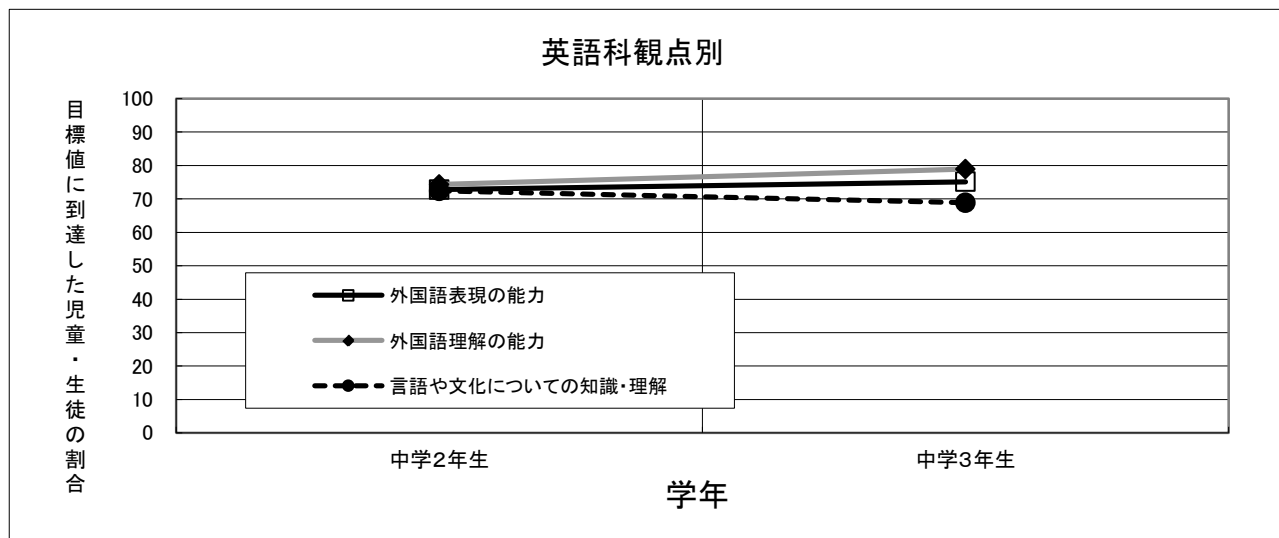 英語科観点別
目標値に到達した児童・生徒の割合
100
90
80
70
60
50
40
30
20
10
0
外国語表現の能力
外国語理解の能力
言語や文化についての知識・理解
中学2年生
中学3年生
学年